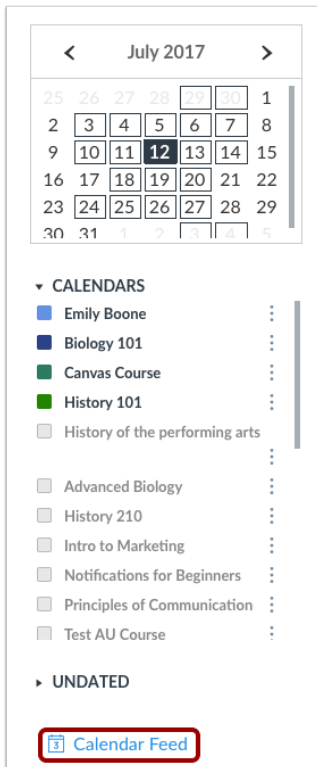 July 2017
25 26 27 28 29 30 1
2 3 4 5 6 7 8
9 10 11 12 13 14 15
16 17 18 19 20 21 22
23 24 25 26 27 28 29
30 31 1 2 3 4 5
CALENDARS
Emily Boone
Biology 101
Canvas Course
History 101
History of the performing arts
Advanced Biology
History 210
Intro to Marketing
Notifications for Beginners
Principles of Communication
Test AU Course
UNDATED
3 Calendar Feed